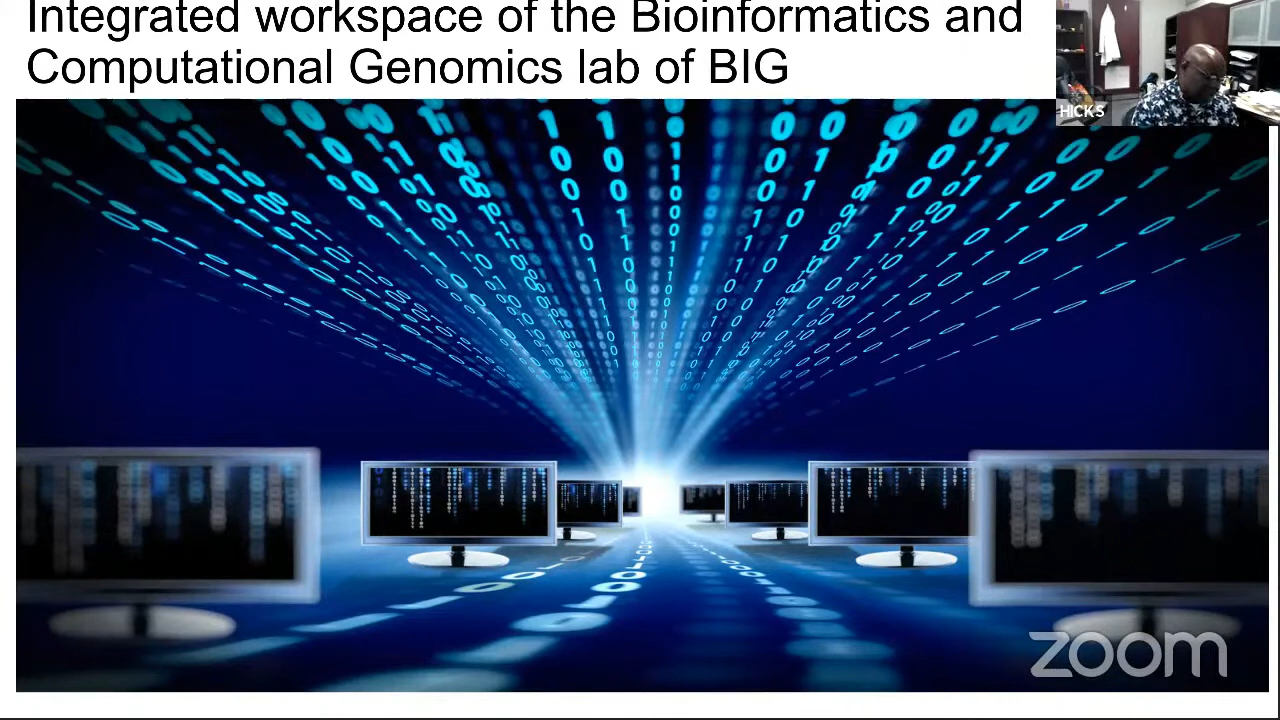 Integrated workspace of the Bioinformatics and
Computational Genomics lab of BIG
HICKS
zoom